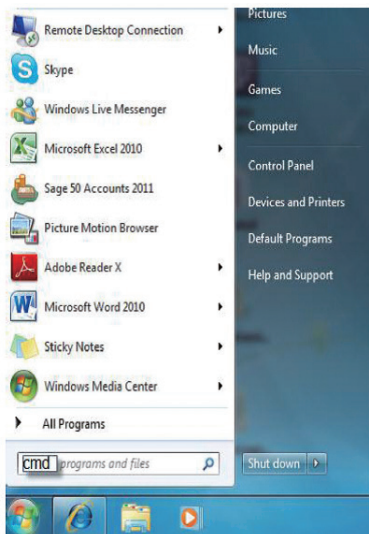 Remote Desktop Connection
Skype
Windows Live Messenger
Microsoft Excel 2010
Sage 50 Accounts 2011
Picture Motion Browser
Adobe Reader X
Microsoft Word 2010
Sticky Notes
Windows Media Center
All Programs
cmd programs and files
Pictures
Music
Games
Computer
Control Panel
Devices and Printers
Default Programs
Help and Support
Shut down